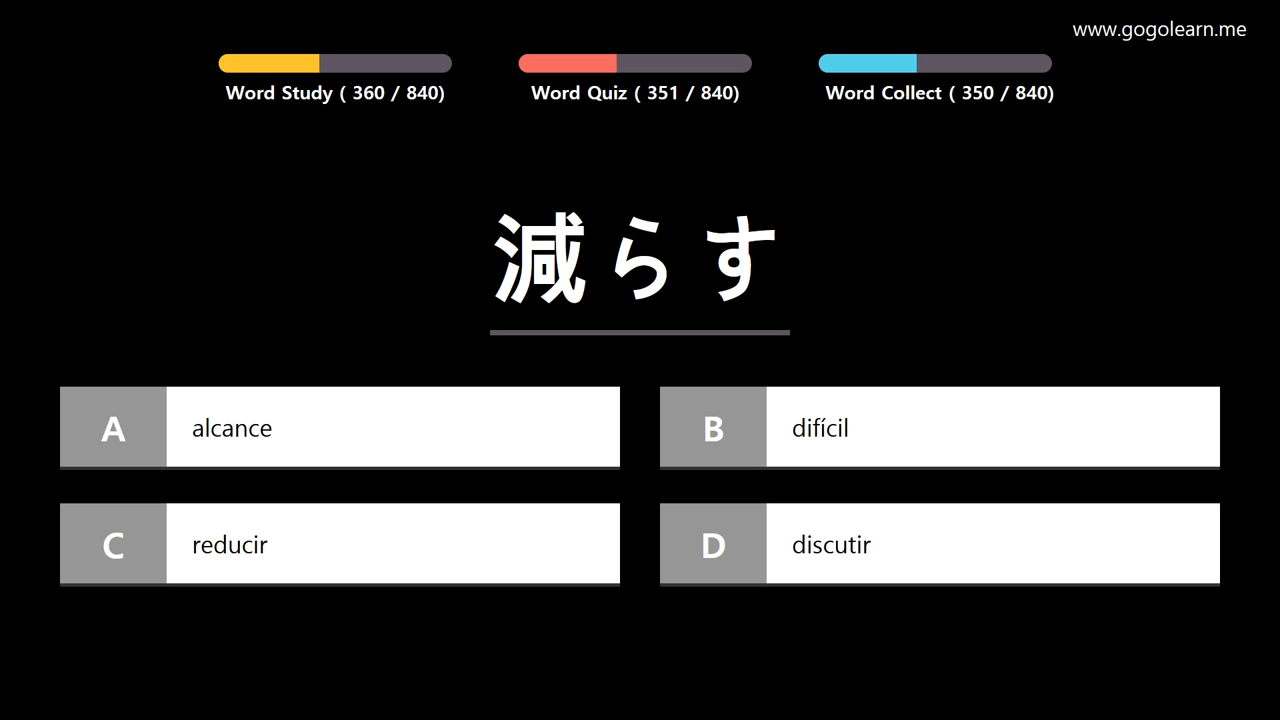 www.gogolearn.me
Word Study ( 360 / 840)
Word Quiz ( 351 / 840)
Word Collect ( 350 / 840)
減らす
A alcance
B difícil
C reducir
D discutir